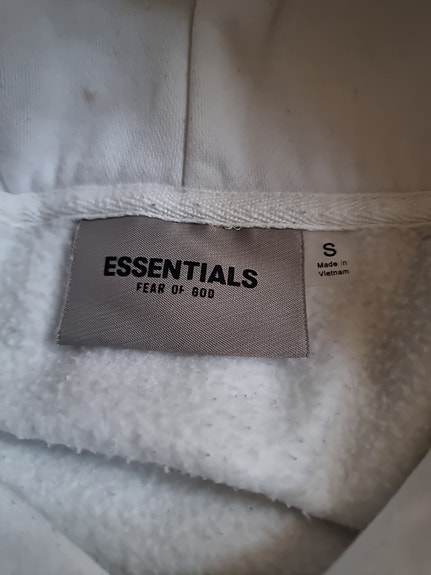 ESSENTIALS
FEAR OF GOD
S
Made in
Vietnam